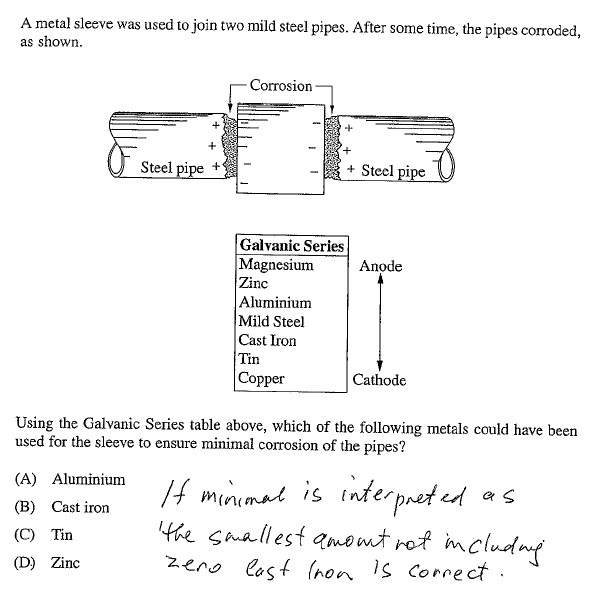 A metal sleeve was used to join two mild steel pipes. After some time, the pipes corroded,
as shown.
Corrosion
Steel pipe
Steel pipe
Galvanic Series
Magnesium
Zinc
Aluminium
Mild Steel
Cast Iron
Tin
Copper
Anode
Cathode
Using the Galvanic Series table above, which of the following metals could have been
used for the sleeve to ensure minimal corrosion of the pipes?
(A) Aluminium
(B) Cast iron
(C) Tin
(D) Zinc
If minimal is interpreted as
'the smallest amount not including
zero Cast Iron is correct.